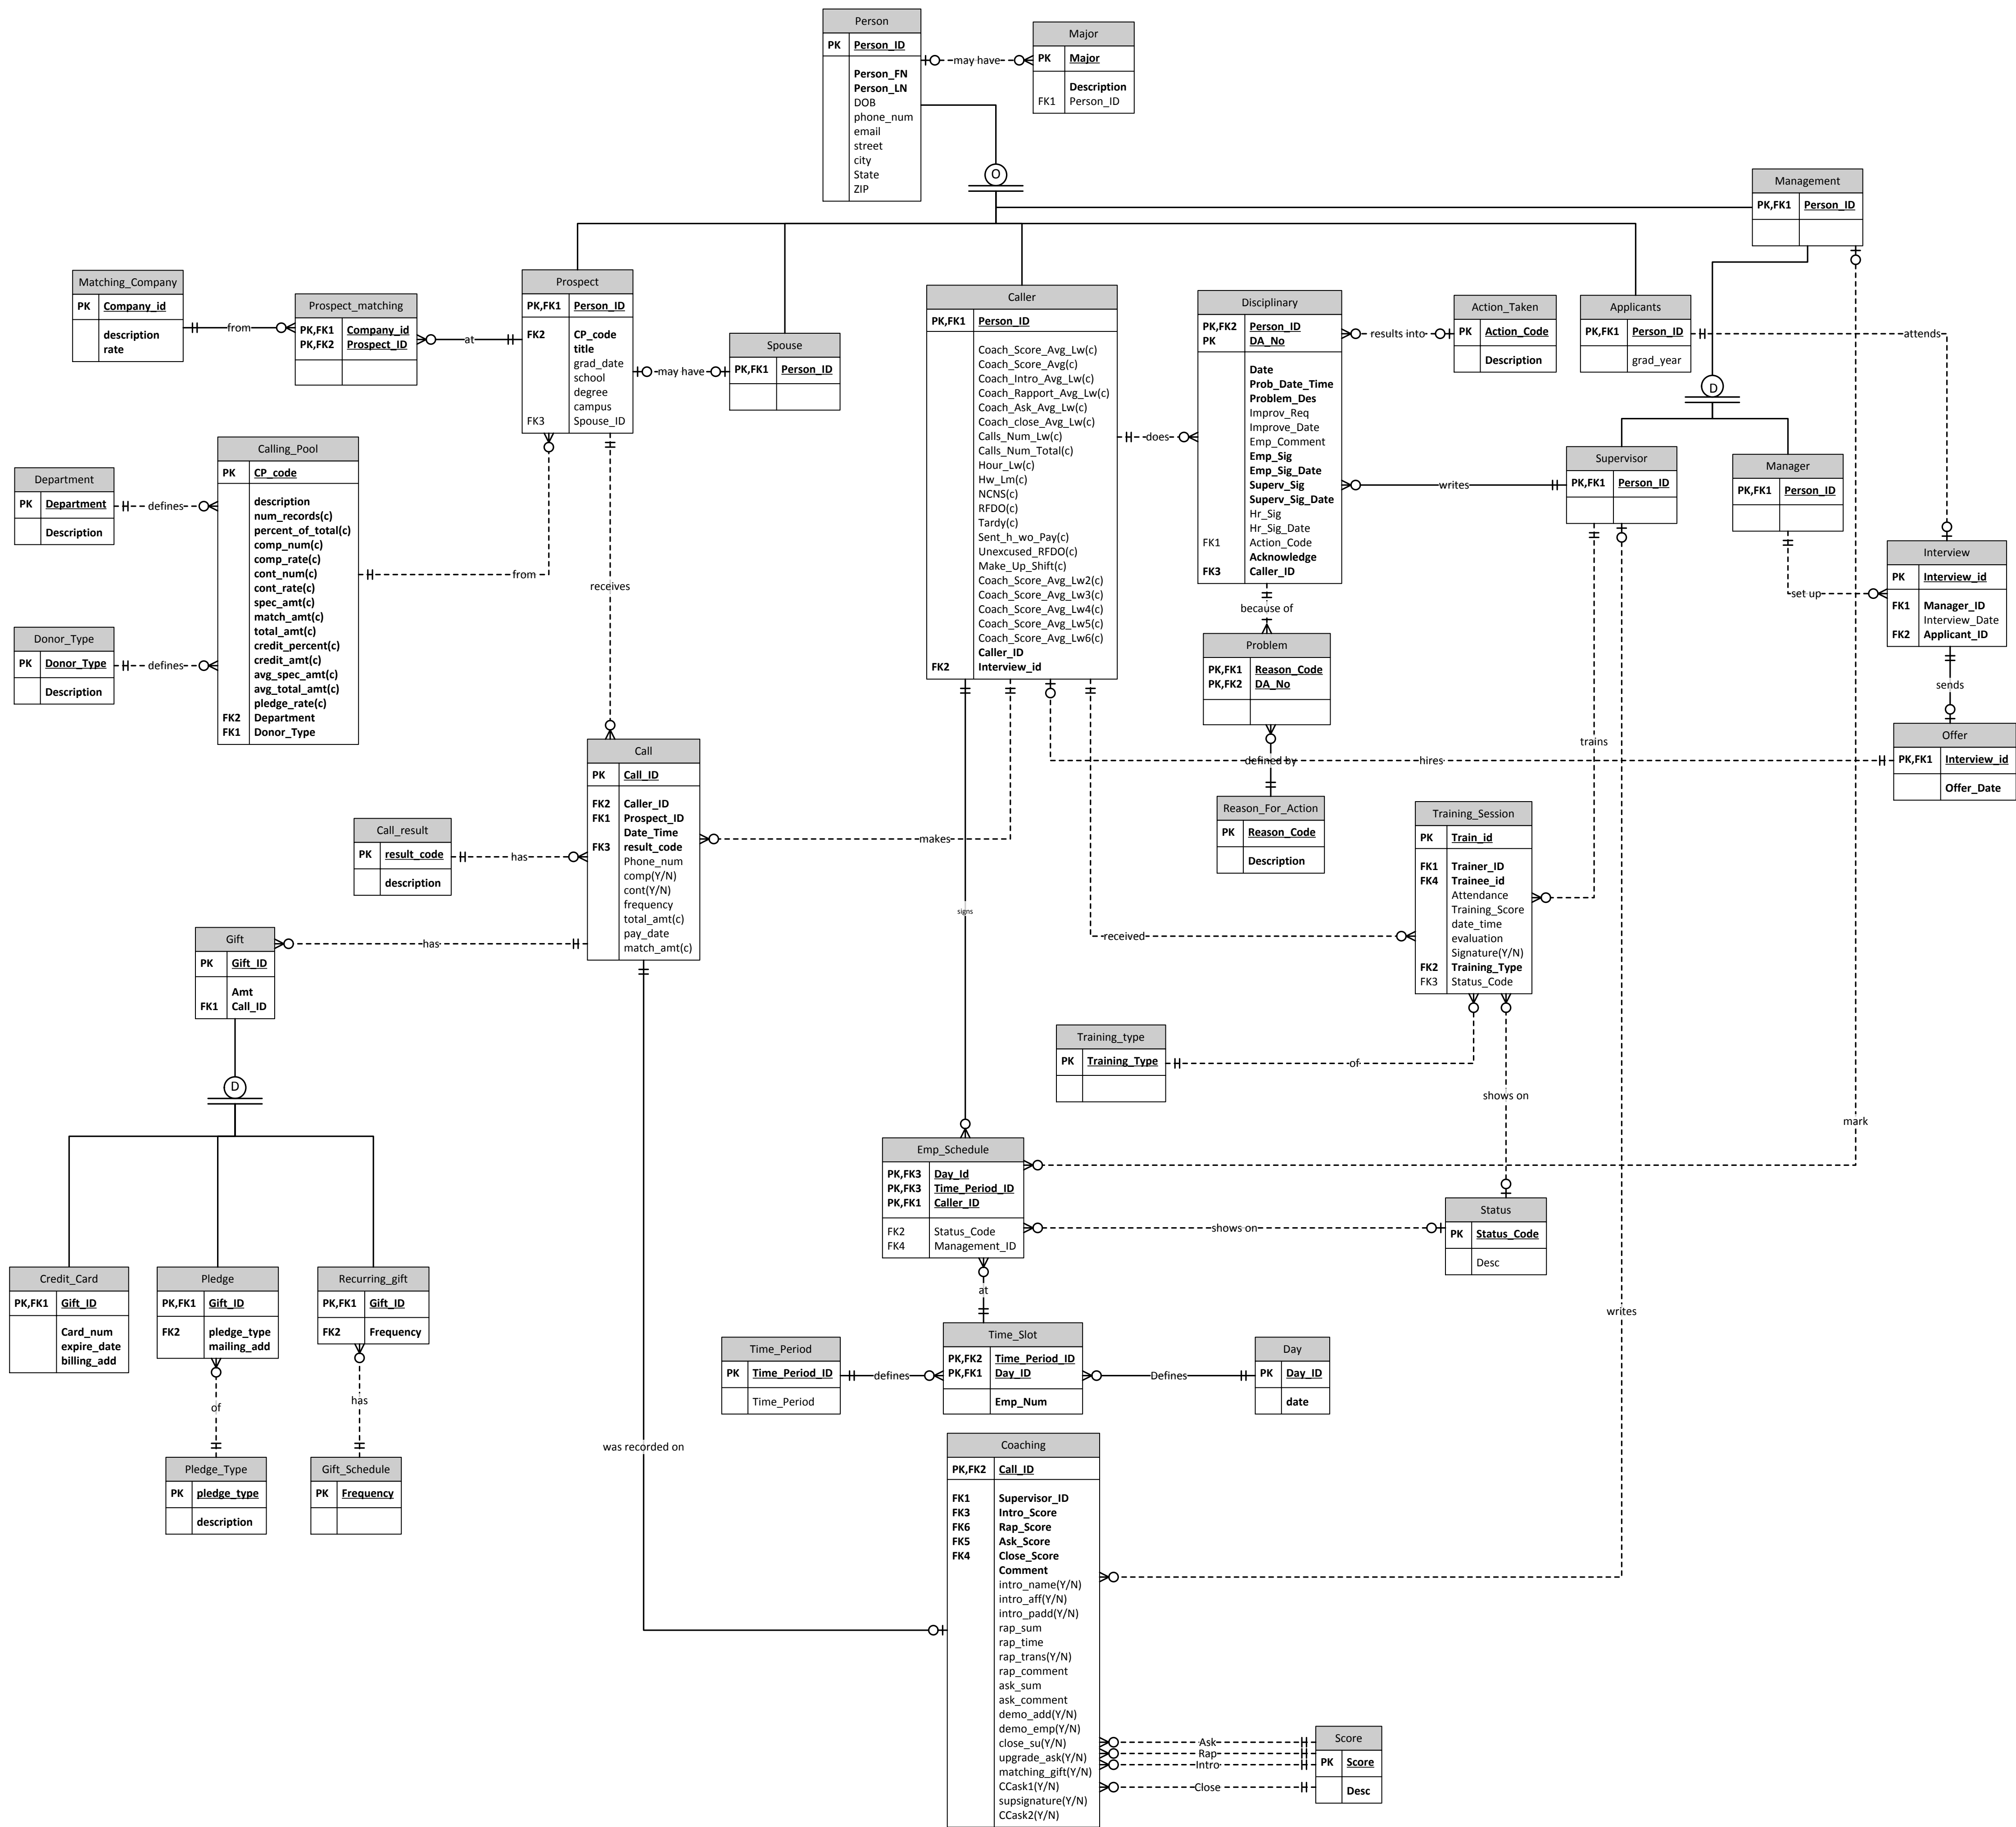 Person
PK Person_ID
Person_FN
Person_LN
DOB
phone_num
email
street
city
State
ZIP
may have
Major
PK Major
Description
FK1 Person_ID
O
Management
PK,FK1 Person_ID
Matching_Company
PK Company_id
description
rate
from
Prospect_matching
PK,FK1 Company_id
PK,FK2 Prospect_ID
at
Prospect
PK,FK1 Person_ID
FK2 CP_code
title
grad_date
school
degree
campus
FK3 Spouse_ID
may have
Spouse
PK,FK1 Person_ID
Caller
PK,FK1 Person_ID
Coach_Score_Avg_Lw(c)
Coach_Score_Avg(c)
Coach_Intro_Avg_Lw(c)
Coach_Rapport_Avg_Lw(c)
Coach_Ask_Avg_Lw(c)
Coach_close_Avg_Lw(c)
Calls_Num_Lw(c)
Calls_Num_Total(c)
Hour_Lw(c)
Hw_Lm(c)
NCNS(c)
RFDO(c)
Tardy(c)
Sent_h_wo_Pay(c)
Unexcused_RFDO(c)
Make_Up_Shift(c)
Coach_Score_Avg_Lw2(c)
Coach_Score_Avg_Lw3(c)
Coach_Score_Avg_Lw4(c)
Coach_Score_Avg_Lw5(c)
Coach_Score_Avg_Lw6(c)
Caller_ID
FK2 Interview_id
does
Disciplinary
PK,FK2 Person_ID
PK DA_No
Date
Prob_Date_Time
Problem_Des
Improv_Req
Improve_Date
Emp_Comment
Emp_Sig
Emp_Sig_Date
Superv_Sig
Superv_Sig_Date
Hr_Sig
Hr_Sig_Date
FK1 Action_Code
Acknowledge
FK3 Caller_ID
results into
Action_Taken
PK Action_Code
Description
Applicants
PK,FK1 Person_ID
grad_year
attends
D
Supervisor
PK,FK1 Person_ID
writes
Manager
PK,FK1 Person_ID
set up
Interview
PK Interview_id
FK1 Manager_ID
Interview_Date
FK2 Applicant_ID
sends
Offer
PK,FK1 Interview_id
Offer_Date
hires
Department
PK Department
Description
defines
Calling_Pool
PK CP_code
description
num_records(c)
percent_of_total(c)
comp_num(c)
comp_rate(c)
cont_num(c)
cont_rate(c)
spec_amt(c)
match_amt(c)
total_amt(c)
credit_percent(c)
credit_amt(c)
avg_spec_amt(c)
avg_total_amt(c)
pledge_rate(c)
FK2 Department
FK1 Donor_Type
from
Donor_Type
PK Donor_Type
Description
defines
receives
because of
Problem
PK,FK1 Reason_Code
PK,FK2 DA_No
defined by
Reason_For_Action
PK Reason_Code
Description
trains
Call
PK Call_ID
FK2 Caller_ID
FK1 Prospect_ID
Date_Time
FK3 result_code
Phone_num
comp(Y/N)
cont(Y/N)
frequency
total_amt(c)
pay_date
match_amt(c)
makes
Call_result
PK result_code
description
has
Training_Session
PK Train_id
FK1 Trainer_ID
FK4 Trainee_id
Attendance
Training_Score
date_time
evaluation
Signature(Y/N)
FK2 Training_Type
FK3 Status_Code
received
signs
Gift
PK Gift_ID
Amt
FK1 Call_ID
has
D
Training_type
PK Training_Type
of
shows on
mark
Emp_Schedule
PK,FK3 Day_Id
PK,FK3 Time_Period_ID
PK,FK1 Caller_ID
FK2 Status_Code
FK4 Management_ID
shows on
Status
PK Status_Code
Desc
Credit_Card
PK,FK1 Gift_ID
Card_num
expire_date
billing_add
Pledge
PK,FK1 Gift_ID
FK2 pledge_type
mailing_add
Recurring_gift
PK,FK1 Gift_ID
FK2 Frequency
at
writes
Time_Period
PK Time_Period_ID
Time_Period
defines
Time_Slot
PK,FK2 Time_Period_ID
PK,FK1 Day_ID
Emp_Num
Defines
Day
PK Day_ID
date
of
has
Pledge_Type
PK pledge_type
description
Gift_Schedule
PK Frequency
was recorded on
Coaching
PK,FK2 Call_ID
FK1 Supervisor_ID
FK3 Intro_Score
FK6 Rap_Score
FK5 Ask_Score
FK4 Close_Score
Comment
intro_name(Y/N)
intro_aff(Y/N)
intro_padd(Y/N)
rap_sum
rap_time
rap_trans(Y/N)
rap_comment
ask_sum
ask_comment
demo_add(Y/N)
demo_emp(Y/N)
close_su(Y/N)
upgrade_ask(Y/N)
matching_gift(Y/N)
CCask1(Y/N)
supsignature(Y/N)
CCask2(Y/N)
Ask
Rap
Intro
Close
Score
PK Score
Desc